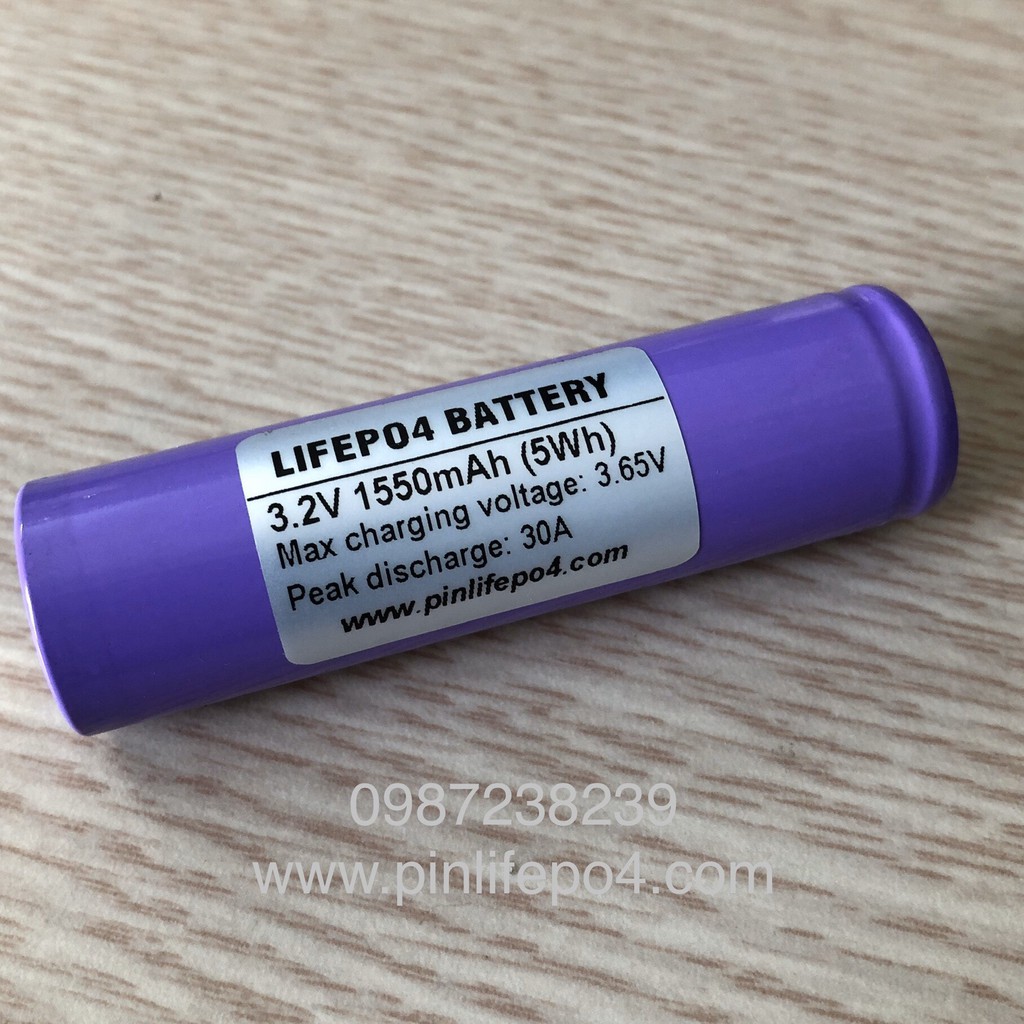 LIFEPO4 BATTERY
3.2V 1550mAh (5Wh)
Max charging voltage: 3.65V
Peak discharge: 30A
www.pinlifepo4.com
0987238239
www.pinlifepo4.com